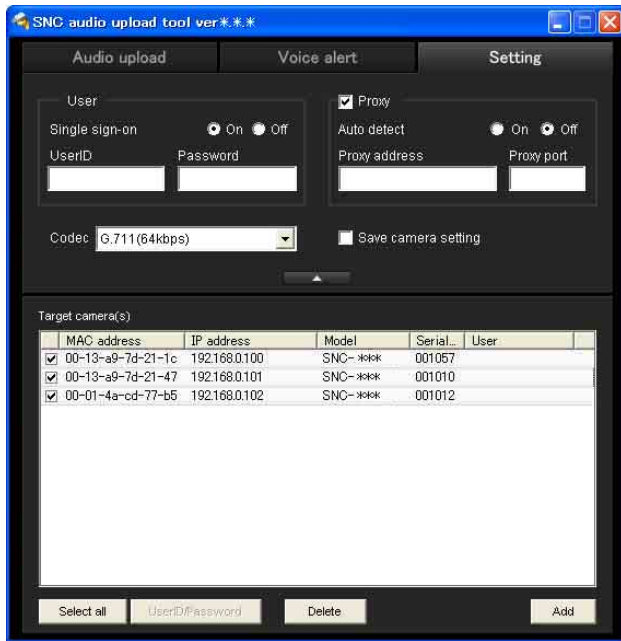 SNC audio upload tool ver*.*.*
Audio upload Voice alert Setting
User Proxy
Single sign-on On Off Auto detect On Off
UserID Password Proxy address Proxy port
Codec G.711(64kbps) Save camera setting
Target camera(s)
MAC address IP address Model Serial... User
00-13-a9-7d-21-1c 192.168.0.100 SNC-*** 001057
00-13-a9-7d-21-47 192.168.0.101 SNC-*** 001010
00-01-4a-cd-77-b5 192.168.0.102 SNC-*** 001012
Select all UserID/Password Delete Add